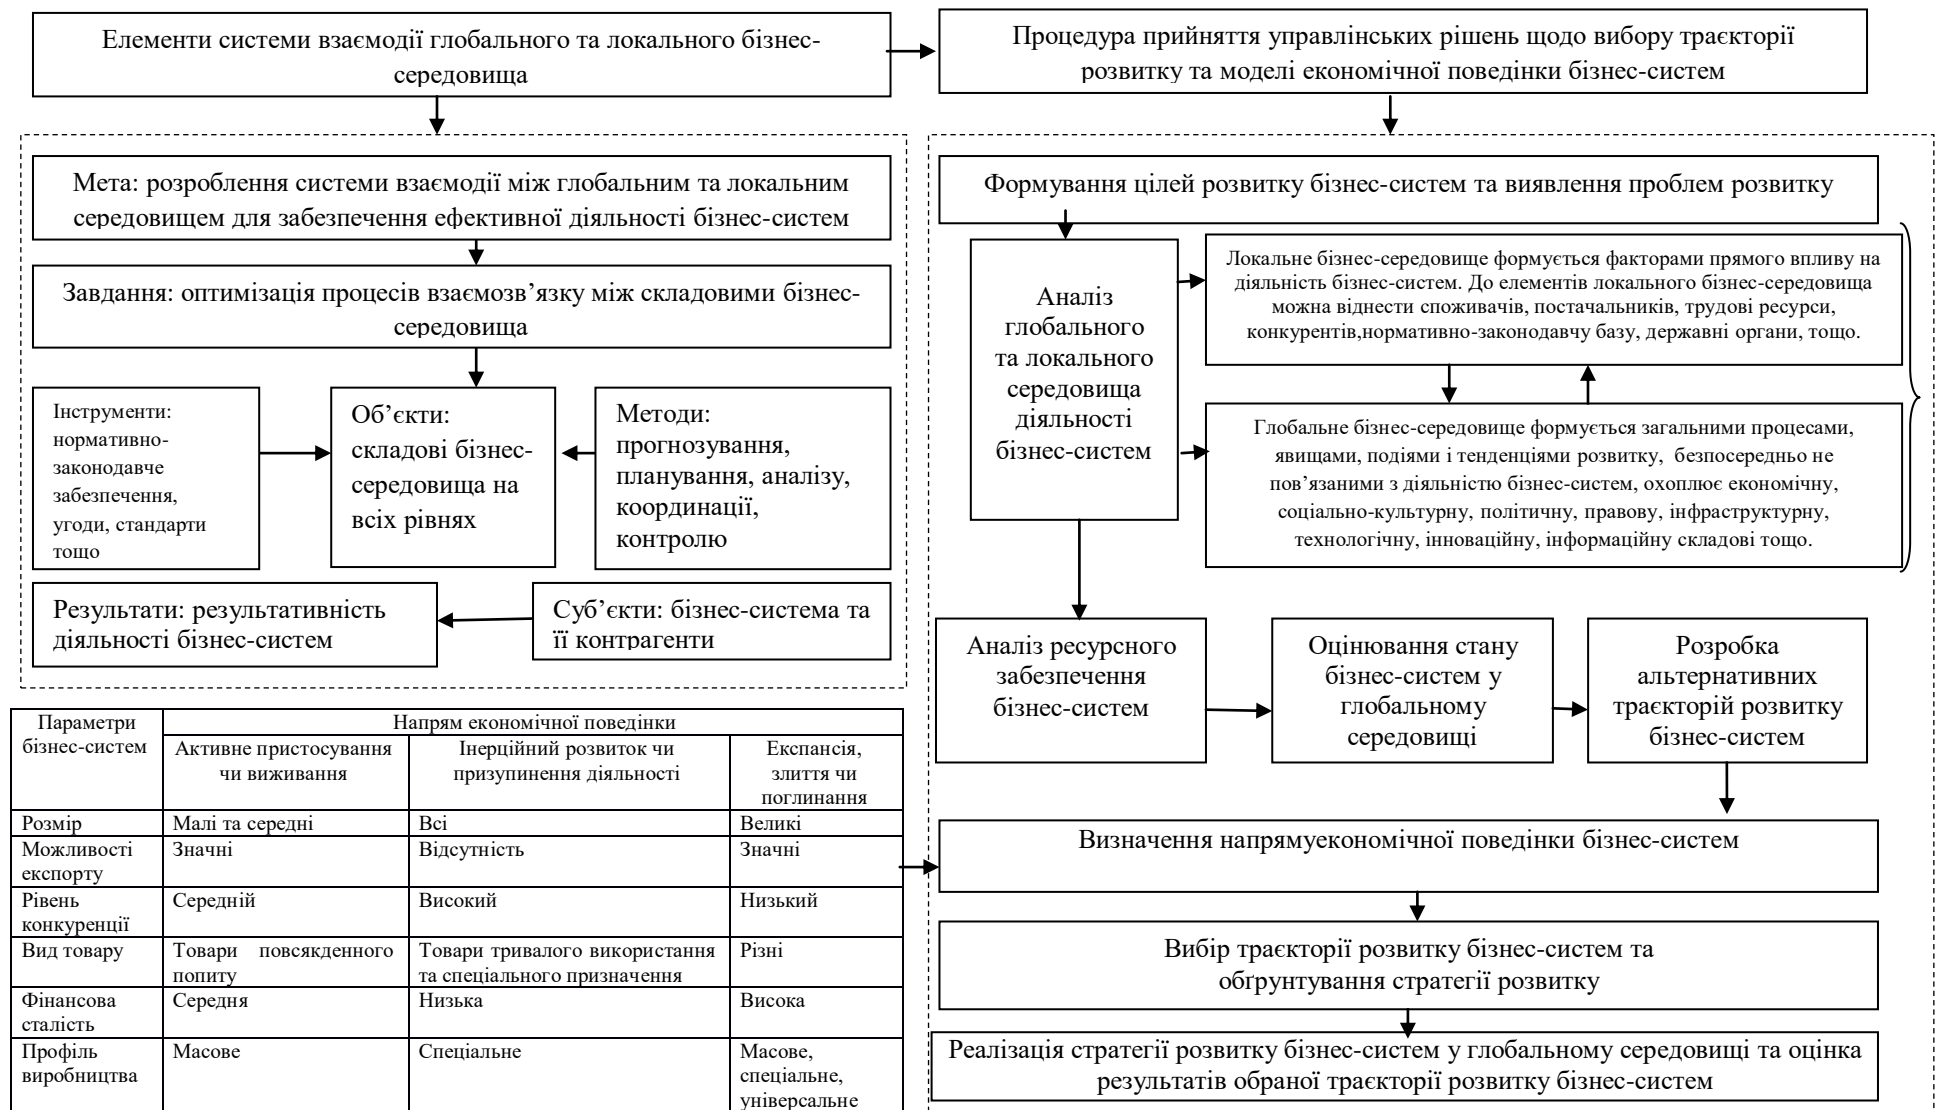 Елементи системи взаємодії глобального та локального бізнес-
середовища
Процедура прийняття управлінських рішень щодо вибору траєкторії
розвитку та моделі економічної поведінки бізнес-систем
Мета: розроблення системи взаємодії між глобальним та локальним
середовищем для забезпечення ефективної діяльності бізнес-систем
Завдання: оптимізація процесів взаємозв’язку між складовими бізнес-
середовища
Інструменти:
нормативно-
законодавче
забезпечення,
угоди, стандарти
тощо
Об’єкти:
складові бізнес-
середовища на
всіх рівнях
Методи:
прогнозування,
планування, аналізу,
координації,
контролю
Результати: результативність
діяльності бізнес-систем
Суб’єкти: бізнес-система та
її контрагенти
Формування цілей розвитку бізнес-систем та виявлення проблем розвитку
Аналіз
глобального
та локального
середовища
діяльності
бізнес-систем
Локальне бізнес-середовище формується факторами прямого впливу на
діяльність бізнес-систем. До елементів локального бізнес-середовища
можна віднести споживачів, постачальників, трудові ресурси,
конкурентів,нормативно-законодавчу базу, державні органи, тощо.
Глобальне бізнес-середовище формується загальними процесами,
явищами, подіями і тенденціями розвитку, безпосередньо не
пов’язаними з діяльністю бізнес-систем, охоплює економічну,
соціально-культурну, політичну, правову, інфраструктурну,
технологічну, інноваційну, інформаційну складові тощо.
Аналіз ресурсного
забезпечення
бізнес-систем
Оцінювання стану
бізнес-систем у
глобальному
середовищі
Розробка
альтернативних
траєкторій розвитку
бізнес-систем
Визначення напрямуекономічної поведінки бізнес-систем
Вибір траєкторії розвитку бізнес-систем та
обґрунтування стратегії розвитку
Реалізація стратегії розвитку бізнес-систем у глобальному середовищі та оцінка
результатів обраної траєкторії розвитку бізнес-систем
Параметри
бізнес-систем
Напрям економічної поведінки
Активне пристосування
чи виживання
Інерційний розвиток чи
призупинення діяльності
Експансія,
злиття чи
поглинання
Розмір
Малі та середні
Всі
Великі
Можливості
експорту
Значні
Відсутність
Значні
Рівень
конкуренції
Середній
Високий
Низький
Вид товару
Товари повсякденного
попиту
Товари тривалого використання
та спеціального призначення
Різні
Фінансова
сталість
Середня
Низька
Висока
Профіль
виробництва
Масове
Спеціальне
Масове,
спеціальне,
універсальне